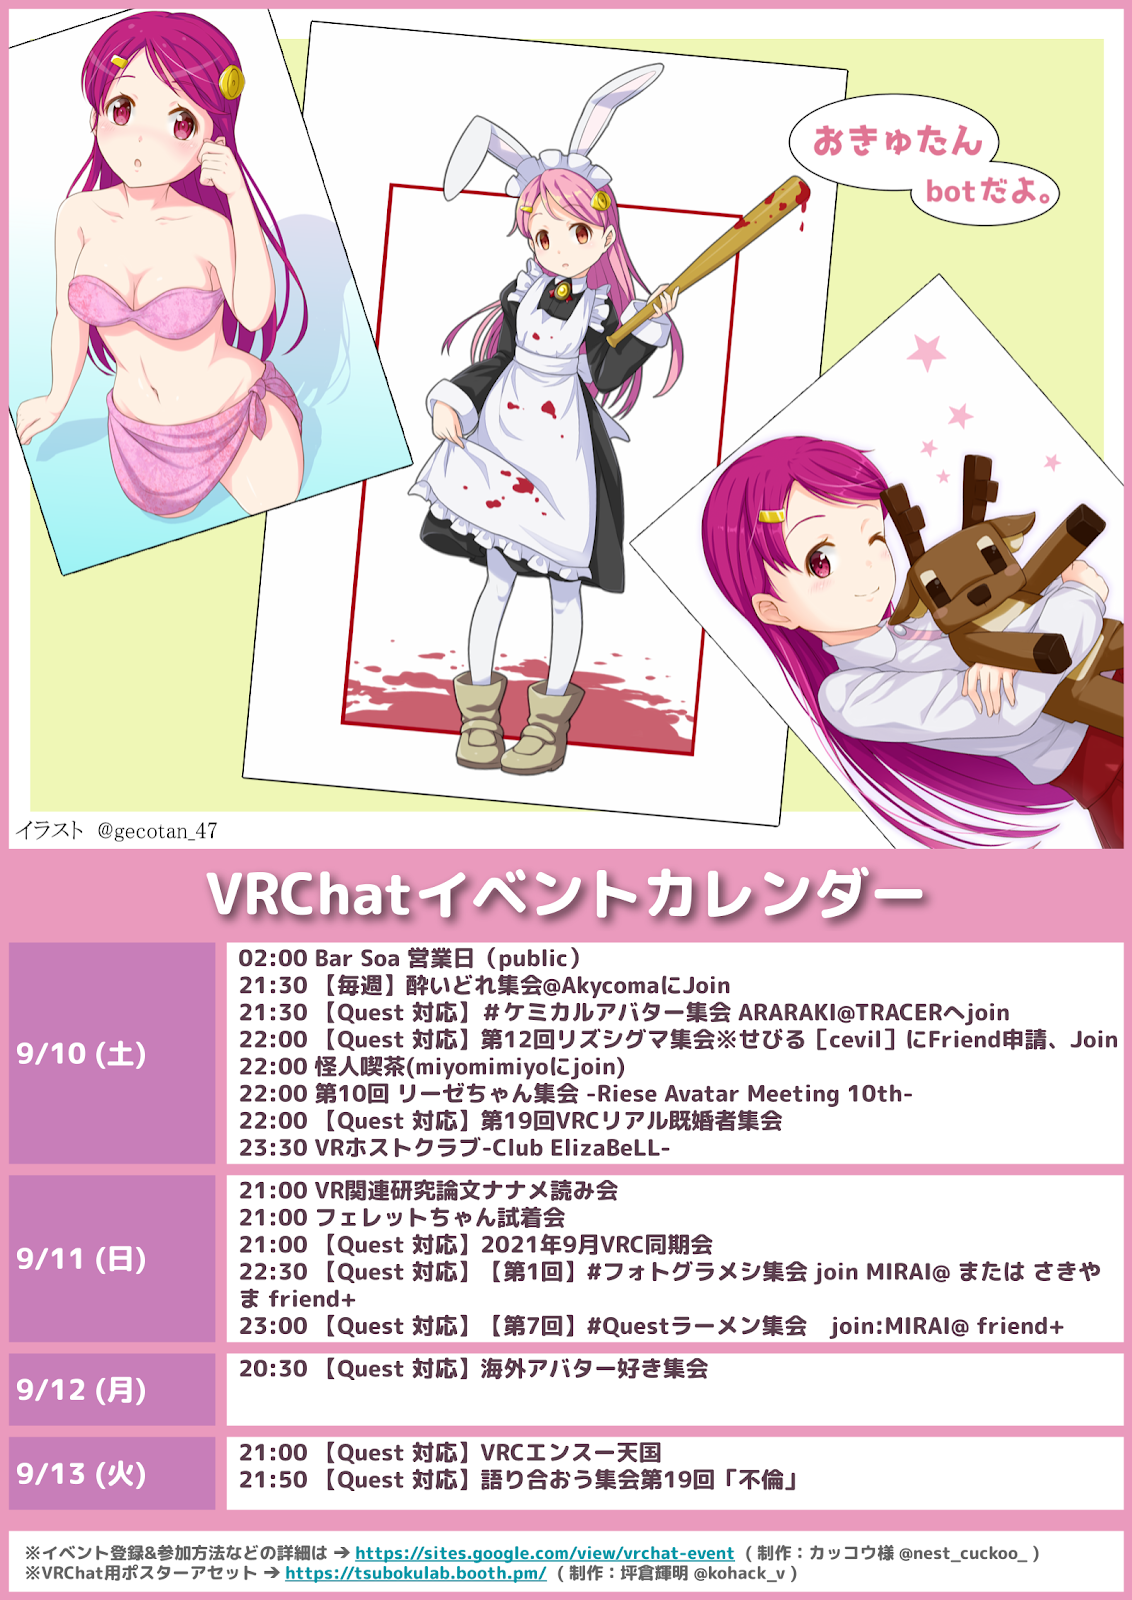 おきゅたん
botだよ。
イラスト @gecotan_47
VRChatイベントカレンダー
9/10 (土)
02:00 Bar Soa 営業日（public）
21:30 【毎週】酔いどれ集会@AkycomaにJoin
21:30 【Quest 対応】＃ケミカルアバター集会 ARARAKI@TRACERへjoin
22:00 【Quest 対応】第12回リズシグマ集会※せびる［cevil］にFriend申請、Join
22:00 怪人喫茶(miyomimiyoにjoin)
22:00 第10回 リーゼちゃん集会 -Riese Avatar Meeting 10th-
22:00 【Quest 対応】第19回VRCリアル既婚者集会
23:30 VRホストクラブ-Club ElizaBeLL-
9/11 (日)
21:00 VR関連研究論文ナナメ読み会
21:00 フェレットちゃん試着会
21:00 【Quest 対応】2021年9月VRC同期会
22:30 【Quest 対応】【第1回】#フォトグラメシ集会 join MIRAI@ または さきや
ま friend+
23:00 【Quest 対応】【第7回】#Questラーメン集会　join:MIRAI@ friend+
9/12 (月)
20:30 【Quest 対応】海外アバター好き集会
9/13 (火)
21:00 【Quest 対応】VRCエンスー天国
21:50 【Quest 対応】語り合おう集会第19回「不倫」
※イベント登録&参加方法などの詳細は → https://sites.google.com/view/vrchat-event ( 制作：カッコウ様 @nest_cuckoo_ )
※VRChat用ポスターアセット → https://tsubokulab.booth.pm/ ( 制作：坪倉輝明 @kohack_v )